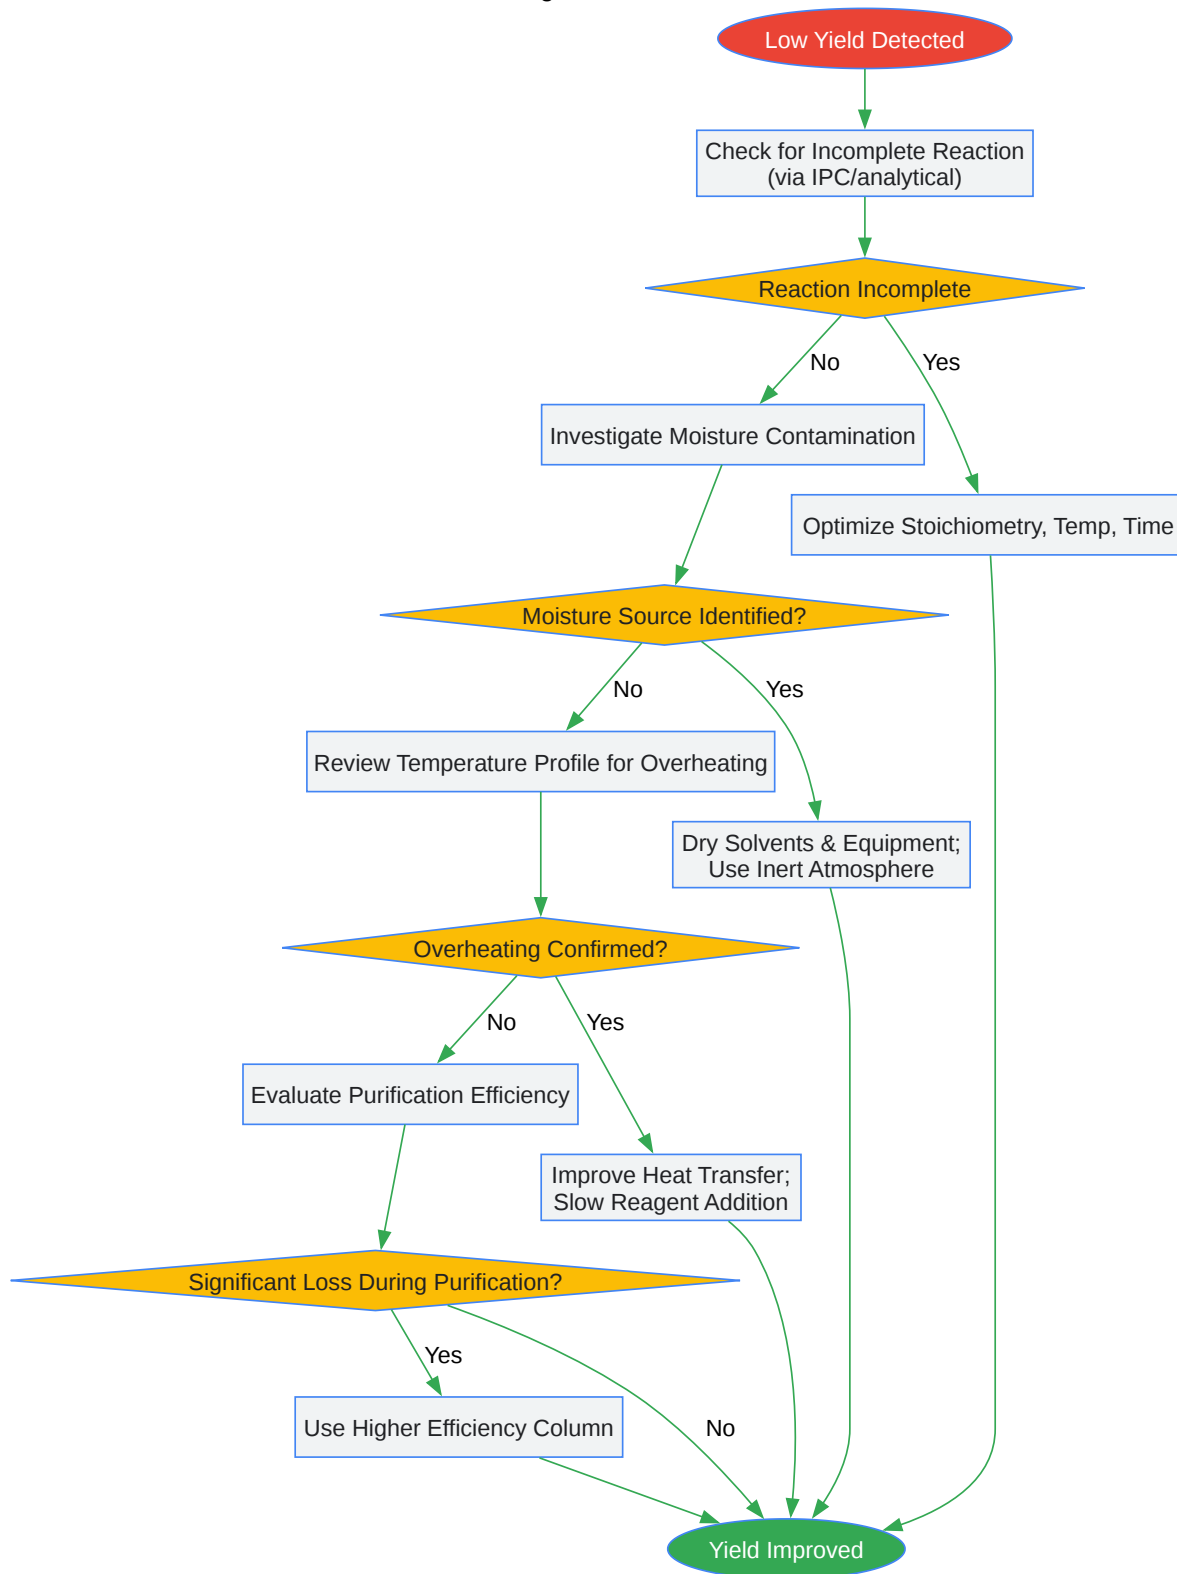 Low Yield Detected
Check for Incomplete Reaction
(via IPC/analytical)
Reaction Incomplete
No
Yes
Investigate Moisture Contamination
Optimize Stoichiometry, Temp, Time
Moisture Source Identified?
No
Yes
Review Temperature Profile for Overheating
Dry Solvents & Equipment;
Use Inert Atmosphere
Overheating Confirmed?
No
Yes
Evaluate Purification Efficiency
Improve Heat Transfer;
Slow Reagent Addition
Significant Loss During Purification?
Yes
No
Use Higher Efficiency Column
Yield Improved